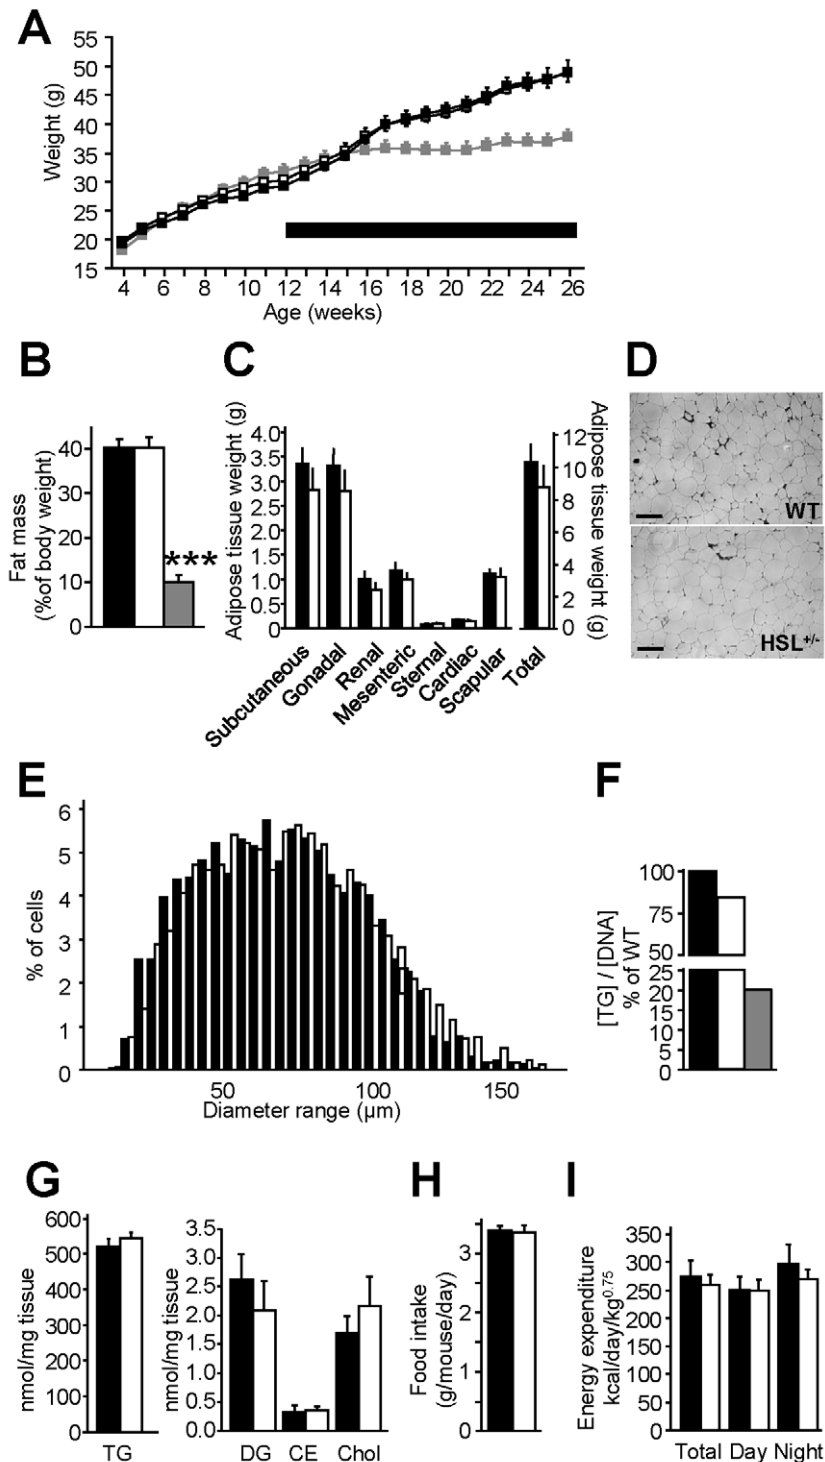 A
Weight (g)
55
50
45
40
35
30
25
20
15
4 6 8 10 12 14 16 18 20 22 24 26
Age (weeks)
B
Fat mass
(%of body weight)
40
30
20
10
0
***
C
Adipose tissue weight (g)
4.0
3.5
3.0
2.5
2.0
1.5
1.0
0.5
0
Subcutaneous
Gonadal
Renal
Mesenteric
Sternal
Cardiac
Scapular
Total
12
10
8
6
4
2
0
Adipose tissue weight (g)
D
WT
HSL+/-
E
% of cells
6
5
4
3
2
1
0
50 100 150
Diameter range (µm)
F
[TG] / [DNA]
% of WT
100
75
50
25
20
15
10
5
0
G
nmol/mg tissue
600
500
400
300
200
100
0
TG
nmol/mg tissue
3.5
3.0
2.5
2.0
1.5
1.0
0.5
0.0
DG CE Chol
H
Food intake
(g/mouse/day)
3
2
1
0
I
Energy expenditure
kcal/day/kg0.75
350
300
250
200
150
100
50
0
Total Day Night